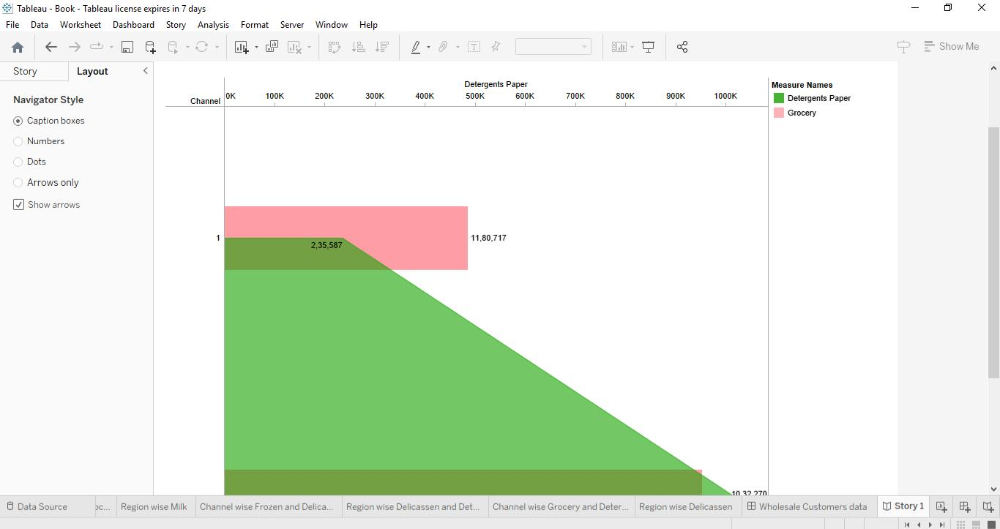 Tableau - Book - Tableau license expires in 7 days
File Data Worksheet Dashboard Story Analysis Format Server Window Help
Show Me
Story Layout
Navigator Style
Caption boxes
Numbers
Dots
Arrows only
Show arrows
Detergents Paper
Channel 0K 100K 200K 300K 400K 500K 600K 700K 800K 900K 1000K
1
2,35,587
11,80,717
10,32,270
Measure Names
Detergents Paper
Grocery
Data Source oc... Region wise Milk Channel wise Frozen and Delica... Region wise Delicassen and Det... Channel wise Grocery and Deter... Region wise Delicassen Wholesale Customers data Story 1